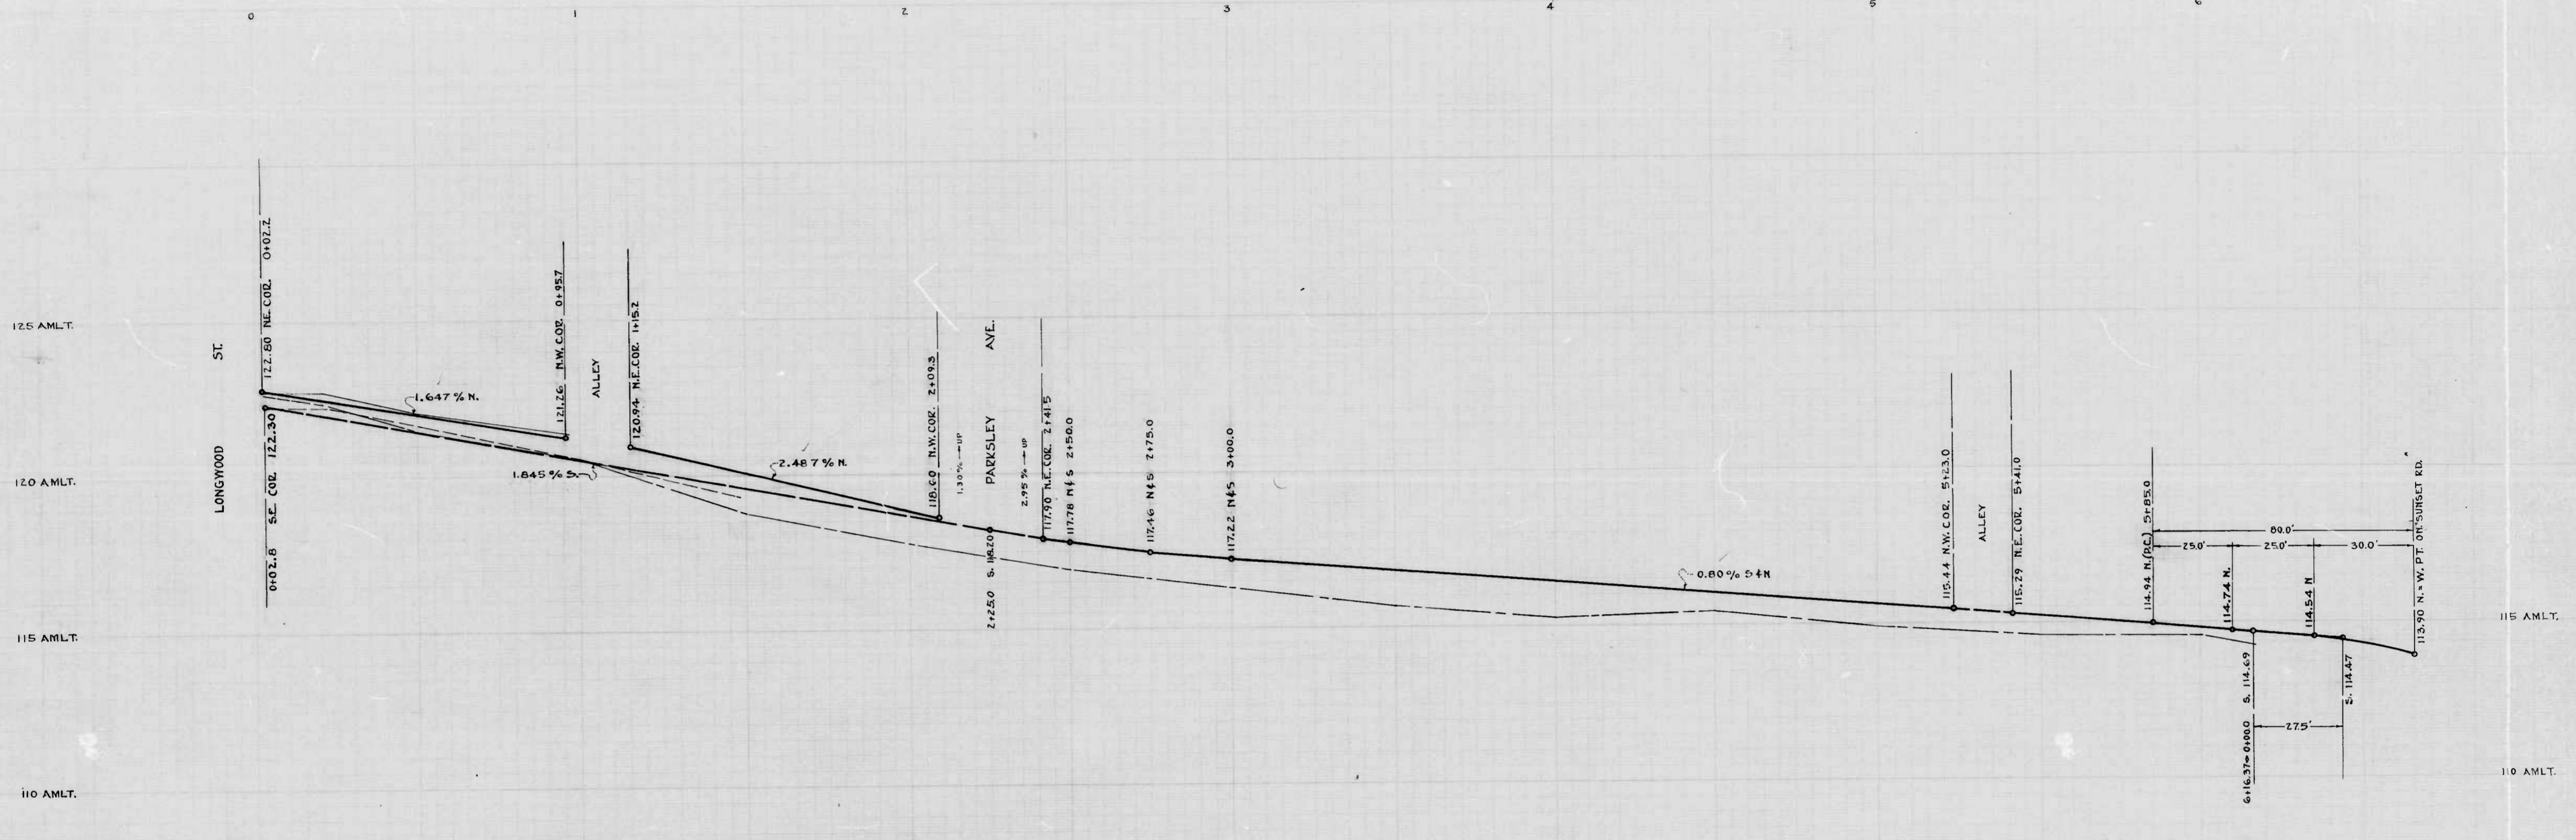 0
1
2
3
4
5
6
125 AMLT.
120 AMLT.
115 AMLT.
110 AMLT.
LONGWOOD ST.
122.80 N.E.COR. 0+02.2
0+02.8 S.E. COR. 122.30
1.647% N.
1.845% S.
121.26 N.W. COR. 0+95.7
ALLEY
120.94 N.E.COR. 1+15.2
2.487% N.
118.60 N.W.COR. 2+09.3
1.30% → UP
PARKSLEY AVE.
2+25.0 S. 118.20
2.95% → UP
117.90 N.E.COR. 2+41.5
117.78 N&S 2+50.0
117.46 N&S 2+75.0
117.22 N&S 3+00.0
0.80% S&N
115.44 N.W.COR. 5+23.0
ALLEY
115.29 N.E.COR. 5+41.0
114.94 N.(P.C.) 5+85.0
80.0'
25.0'
25.0'
30.0'
114.74 N.
114.54 N
113.90 N. = W. PT. ON SUNSET RD.
6+16.37= 0+00.0 S. 114.69
27.5'
S. 114.47
115 AMLT.
110 AMLT.